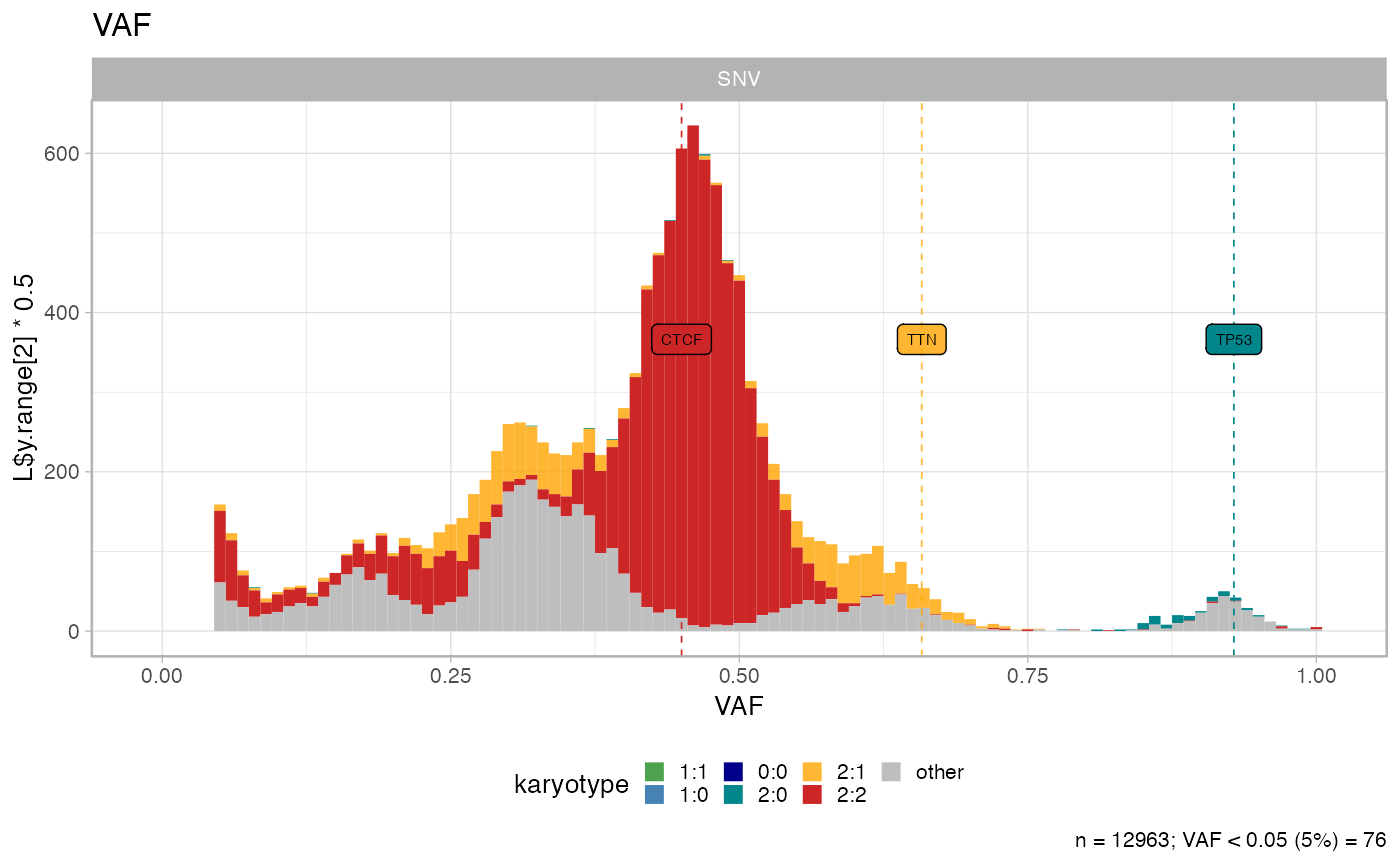 VAF
SNV
600
400
200
0
L$y.range[2] * 0.5
CTCF
TTN
TP53
0.00 0.25 0.50 0.75 1.00
VAF
karyotype
1:1 0:0 2:1 other
1:0 2:0 2:2
n = 12963; VAF < 0.05 (5%) = 76